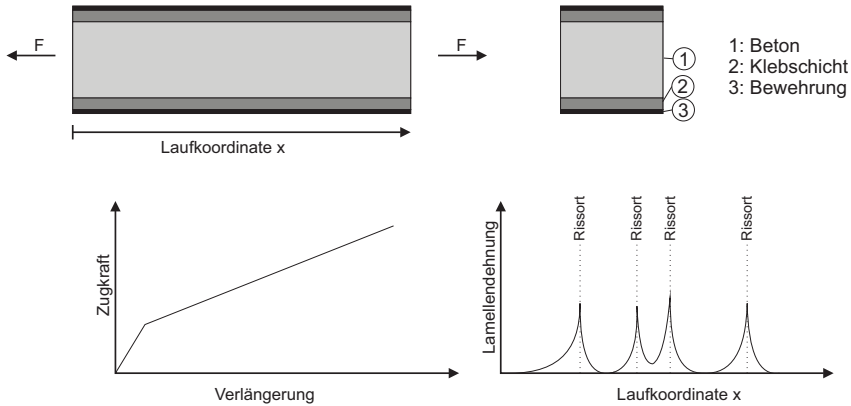 F
F
1
2
3
1: Beton
2: Klebschicht
3: Bewehrung
Laufkoordinate x
Zugkraft
Verlängerung
Lamellendehnung
Rissort
Rissort
Rissort
Rissort
Laufkoordinate x